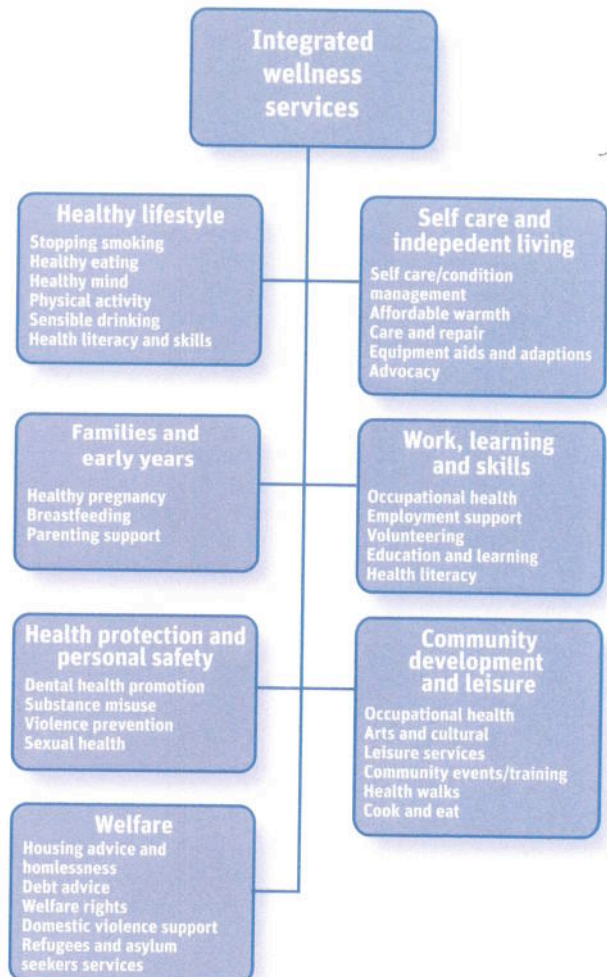 Integrated
wellness
services
Healthy lifestyle
Stopping smoking
Healthy eating
Healthy mind
Physical activity
Sensible drinking
Health literacy and skills
Self care and
indepedent living
Self care/condition
management
Affordable warmth
Care and repair
Equipment aids and adaptions
Advocacy
Families and
early years
Healthy pregnancy
Breastfeeding
Parenting support
Work, learning
and skills
Occupational health
Employment support
Volunteering
Education and learning
Health literacy
Health protection and
personal safety
Dental health promotion
Substance misuse
Violence prevention
Sexual health
Community
development
and leisure
Occupational health
Arts and cultural
Leisure services
Community events/training
Health walks
Cook and eat
Welfare
Housing advice and
homlessness
Debt advice
Welfare rights
Domestic violence support
Refugees and asylum
seekers services